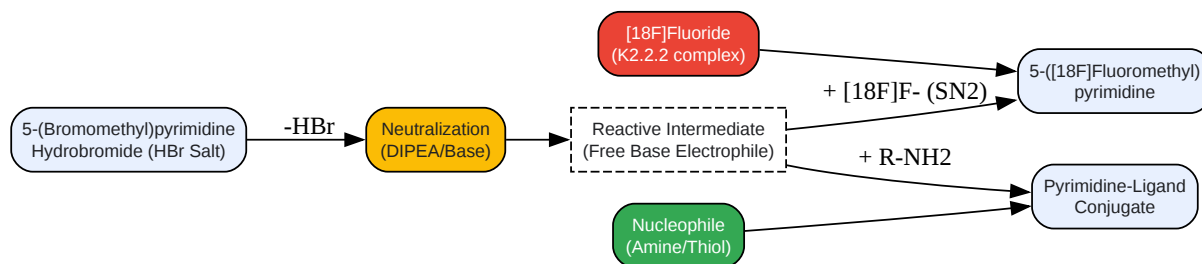 [18F]Fluoride
(K2.2.2 complex)
5-([18F]Fluoromethyl)
pyrimidine
+ [18F]F- (SN2)
5-(Bromomethyl)pyrimidine
Hydrobromide (HBr Salt)
-HBr
Neutralization
(DIPEA/Base)
Reactive Intermediate
(Free Base Electrophile)
+ R-NH2
Pyrimidine-Ligand
Conjugate
Nucleophile
(Amine/Thiol)